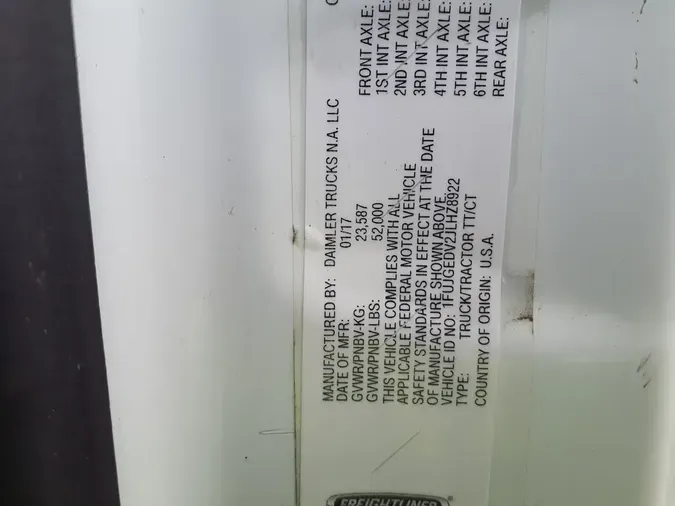 FREIGHTLINER
MANUFACTURED BY: DAIMLER TRUCKS N.A. LLC
DATE OF MFR: 01/17
GVWR/PNBV-KG: 23,587
GVWR/PNBV-LBS: 52,000
THIS VEHICLE COMPLIES WITH ALL
APPLICABLE FEDERAL MOTOR VEHICLE
SAFETY STANDARDS IN EFFECT AT THE DATE
OF MANUFACTURE SHOWN ABOVE.
VEHICLE ID NO: 1FUJGEDV2JLHZ8922
TYPE: TRUCK/TRACTOR TT/CT
COUNTRY OF ORIGIN: U.S.A.
FRONT AXLE:
1ST INT AXLE:
2ND INT AXLE:
3RD INT AXLE:
4TH INT AXLE:
5TH INT AXLE:
6TH INT AXLE:
REAR AXLE: